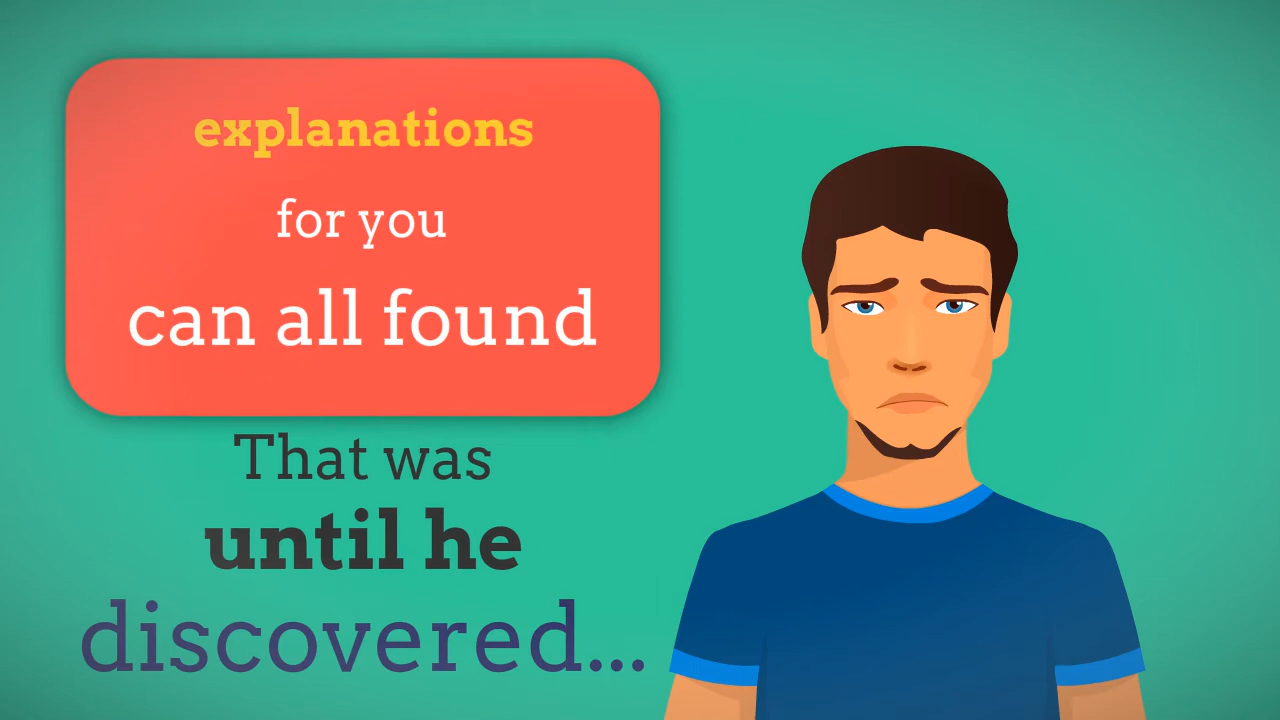 explanations
for you
can all found
That was
until he
discovered...